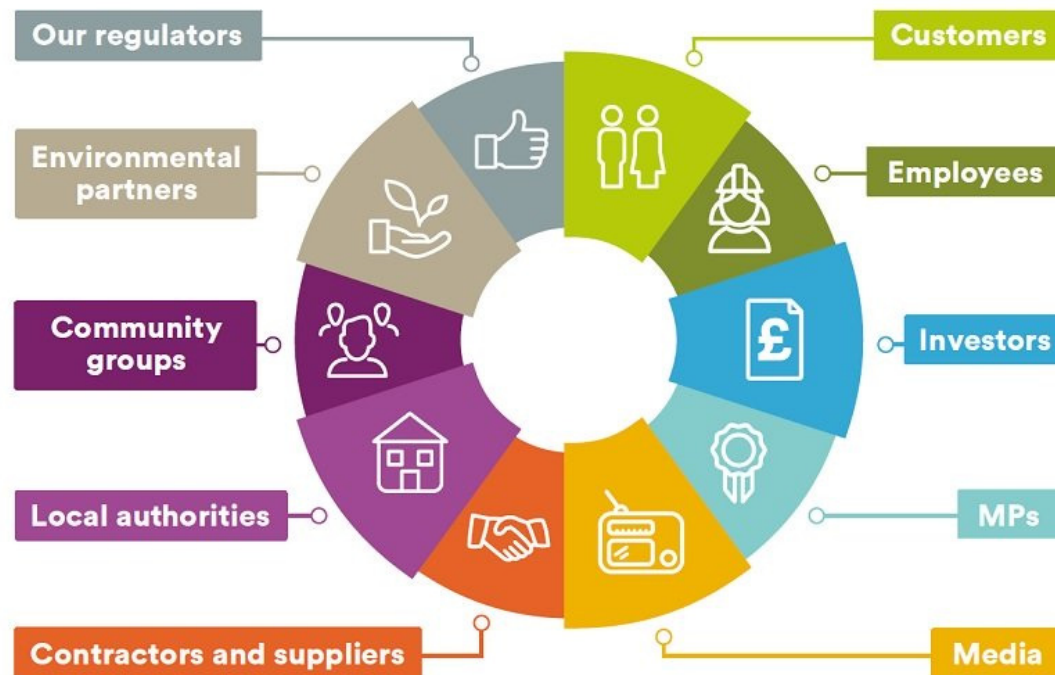 Our regulators
Customers
Environmental
partners
Employees
Community
groups
Investors
£
Local authorities
MPs
Contractors and suppliers
Media